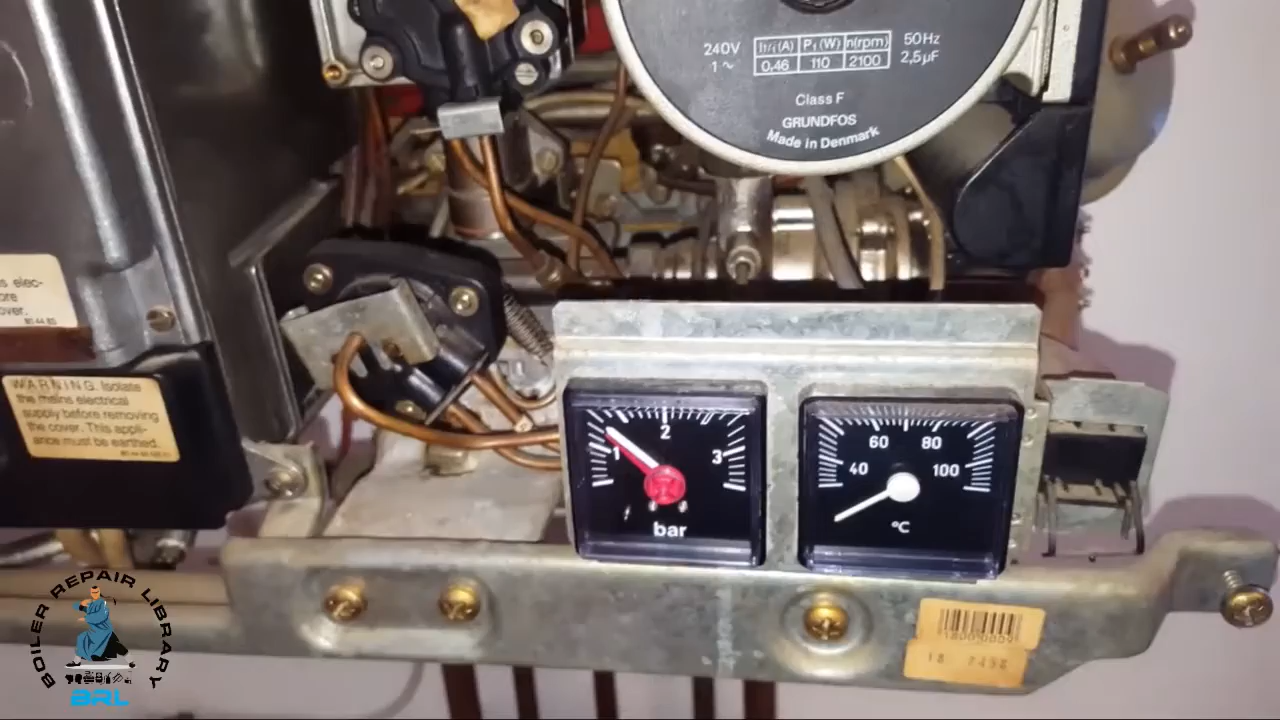 240V
1 ~
I1/1(A) P1(W) n(rpm)
0,46 110 2100
50Hz
2,5µF
Class F
GRUNDFOS
Made in Denmark
s elec-
ore
over.
WARNING. Isolate
the mains electrical
supply before removing
the cover. This appli-
ance must be earthed.
1 2 3
bar
40 60 80 100
°C
18 7458
BOILER REPAIR LIBRARY
BRL